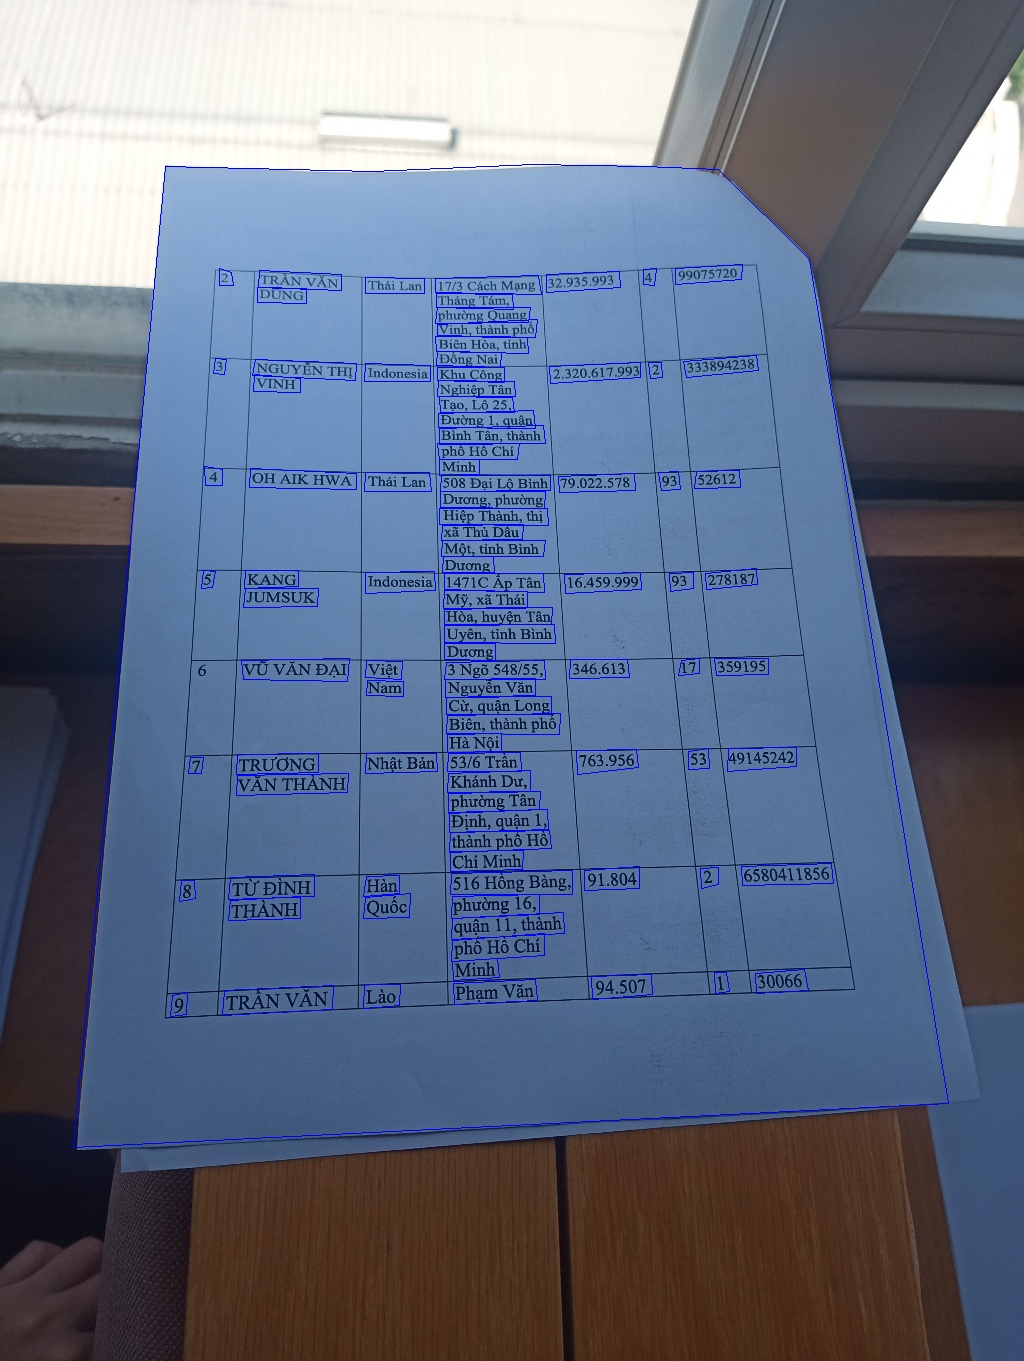 2 TRẦN VĂN DŨNG Thái Lan 17/3 Cách Mạng Tháng Tám, phường Quang Vinh, thành phố Biên Hòa, tỉnh Đồng Nai 32.935.993 4 99075720
3 NGUYỄN THỊ VINH Indonesia Khu Công Nghiệp Tân Tạo, Lô 25, Đường 1, quận Bình Tân, thành phố Hồ Chí Minh 2.320.617.993 2 333894238
4 OH AIK HWA Thái Lan 508 Đại Lộ Bình Dương, phường Hiệp Thành, thị xã Thủ Dầu Một, tỉnh Bình Dương 79.022.578 93 52612
5 KANG JUMSUK Indonesia 1471C Ấp Tân Mỹ, xã Thái Hòa, huyện Tân Uyên, tỉnh Bình Dương 16.459.999 93 278187
6 VŨ VĂN ĐẠI Việt Nam 3 Ngõ 548/55, Nguyễn Văn Cừ, quận Long Biên, thành phố Hà Nội 346.613 17 359195
7 TRƯƠNG VĂN THÀNH Nhật Bản 53/6 Trần Khánh Dư, phường Tân Định, quận 1, thành phố Hồ Chí Minh 763.956 53 49145242
8 TỪ ĐÌNH THÀNH Hàn Quốc 516 Hồng Bàng, phường 16, quận 11, thành phố Hồ Chí Minh 91.804 2 6580411856
9 TRẦN VĂN Lào Phạm Văn 94.507 1 30066